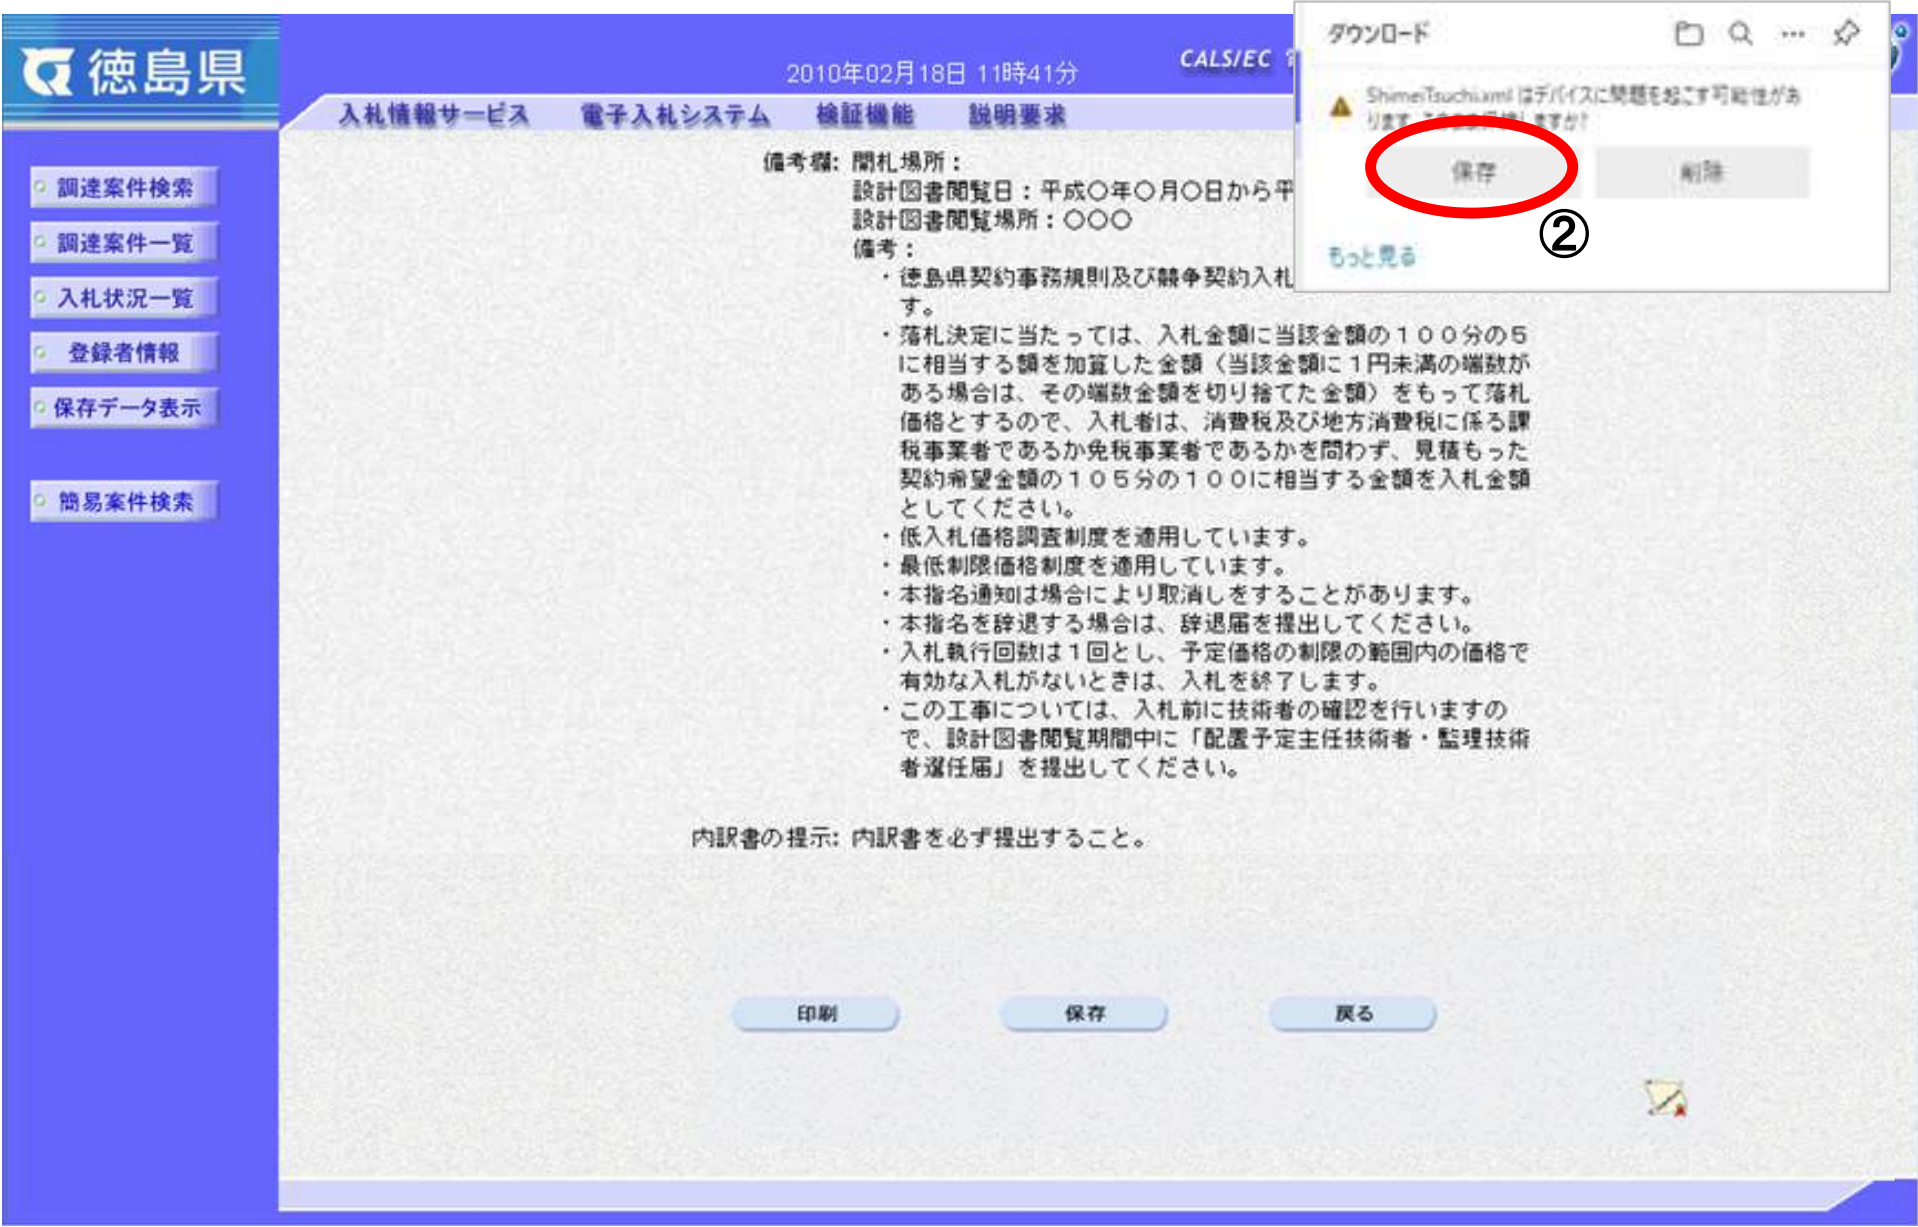 徳島県
2010年02月18日 11時41分
CALS/EC
入札情報サービス 電子入札システム 検証機能 説明要求
ダウンロード
ShimeiTsuchi.xml はデバイスに問題を起こす可能性があ
ります
ますか?
保存 削除
②
もっと見る
調達案件検索
調達案件一覧
入札状況一覧
登録者情報
保存データ表示
簡易案件検索
備考欄: 開札場所：
設計図書閲覧日：平成○年○月○日から平
設計図書閲覧場所：○○○
備考：
・徳島県契約事務規則及び競争契約入札
す。
・落札決定に当たっては、入札金額に当該金額の１００分の５
に相当する額を加算した金額（当該金額に１円未満の端数が
ある場合は、その端数金額を切り捨てた金額）をもって落札
価格とするので、入札者は、消費税及び地方消費税に係る課
税事業者であるか免税事業者であるかを問わず、見積もった
契約希望金額の１０５分の１００に相当する金額を入札金額
としてください。
・低入札価格調査制度を適用しています。
・最低制限価格制度を適用しています。
・本指名通知は場合により取消しをすることがあります。
・本指名を辞退する場合は、辞退届を提出してください。
・入札執行回数は１回とし、予定価格の制限の範囲内の価格で
有効な入札がないときは、入札を終了します。
・この工事については、入札前に技術者の確認を行いますの
で、設計図書閲覧期間中に「配置予定主任技術者・監理技術
者選任届」を提出してください。
内訳書の提示: 内訳書を必ず提出すること。
印刷 保存 戻る